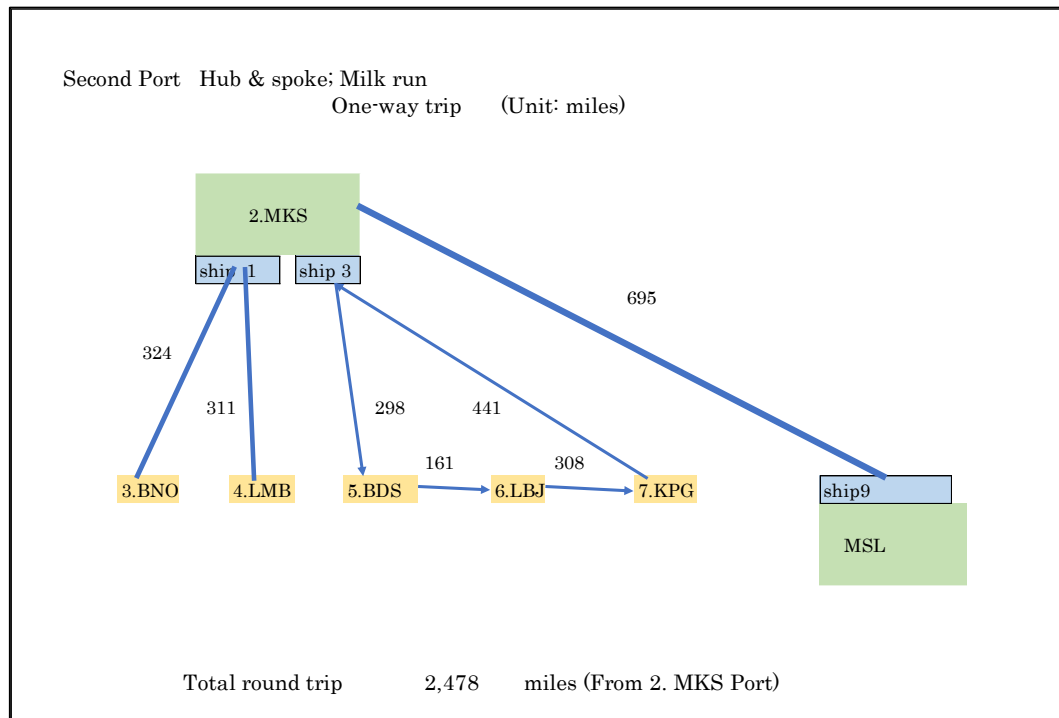 Second Port Hub & spoke; Milk run
One-way trip (Unit: miles)
2.MKS
ship 1 ship 3
695
324
311 298 441
161 308
3.BNO 4.LMB 5.BDS 6.LBJ 7.KPG ship9
MSL
Total round trip 2,478 miles (From 2. MKS Port)